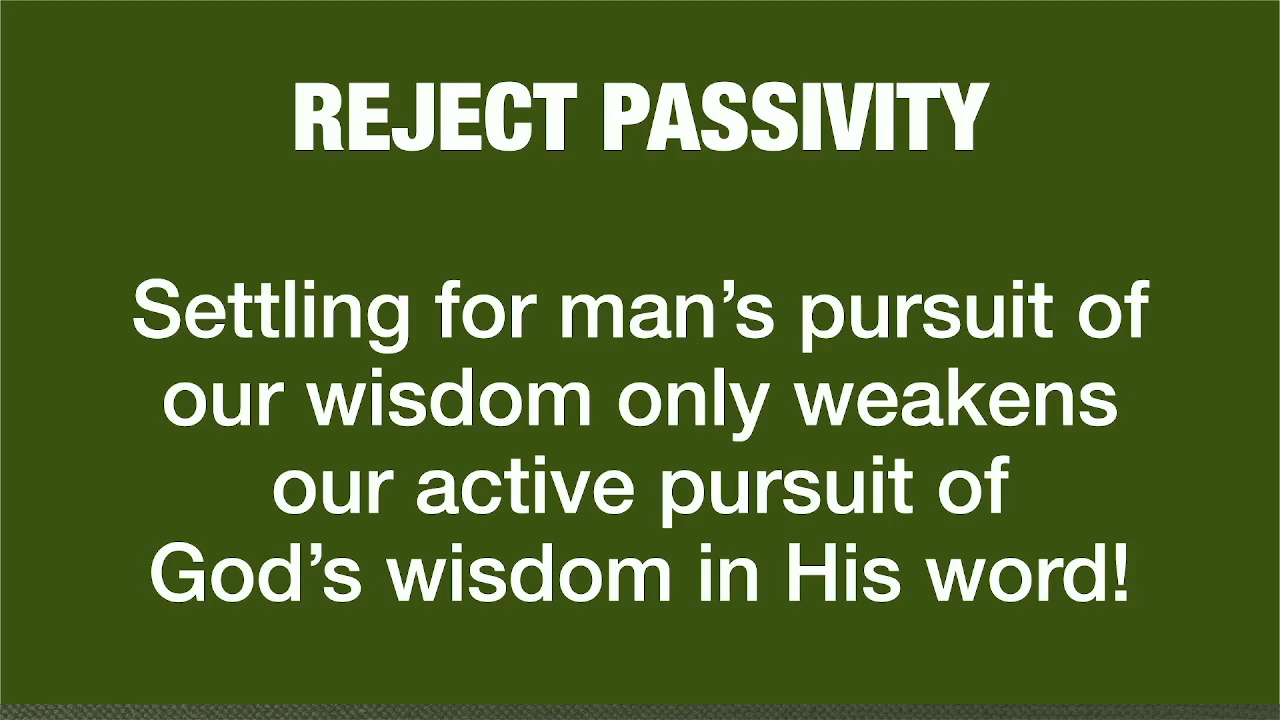 REJECT PASSIVITY
Settling for man’s pursuit of
our wisdom only weakens
our active pursuit of
God’s wisdom in His word!